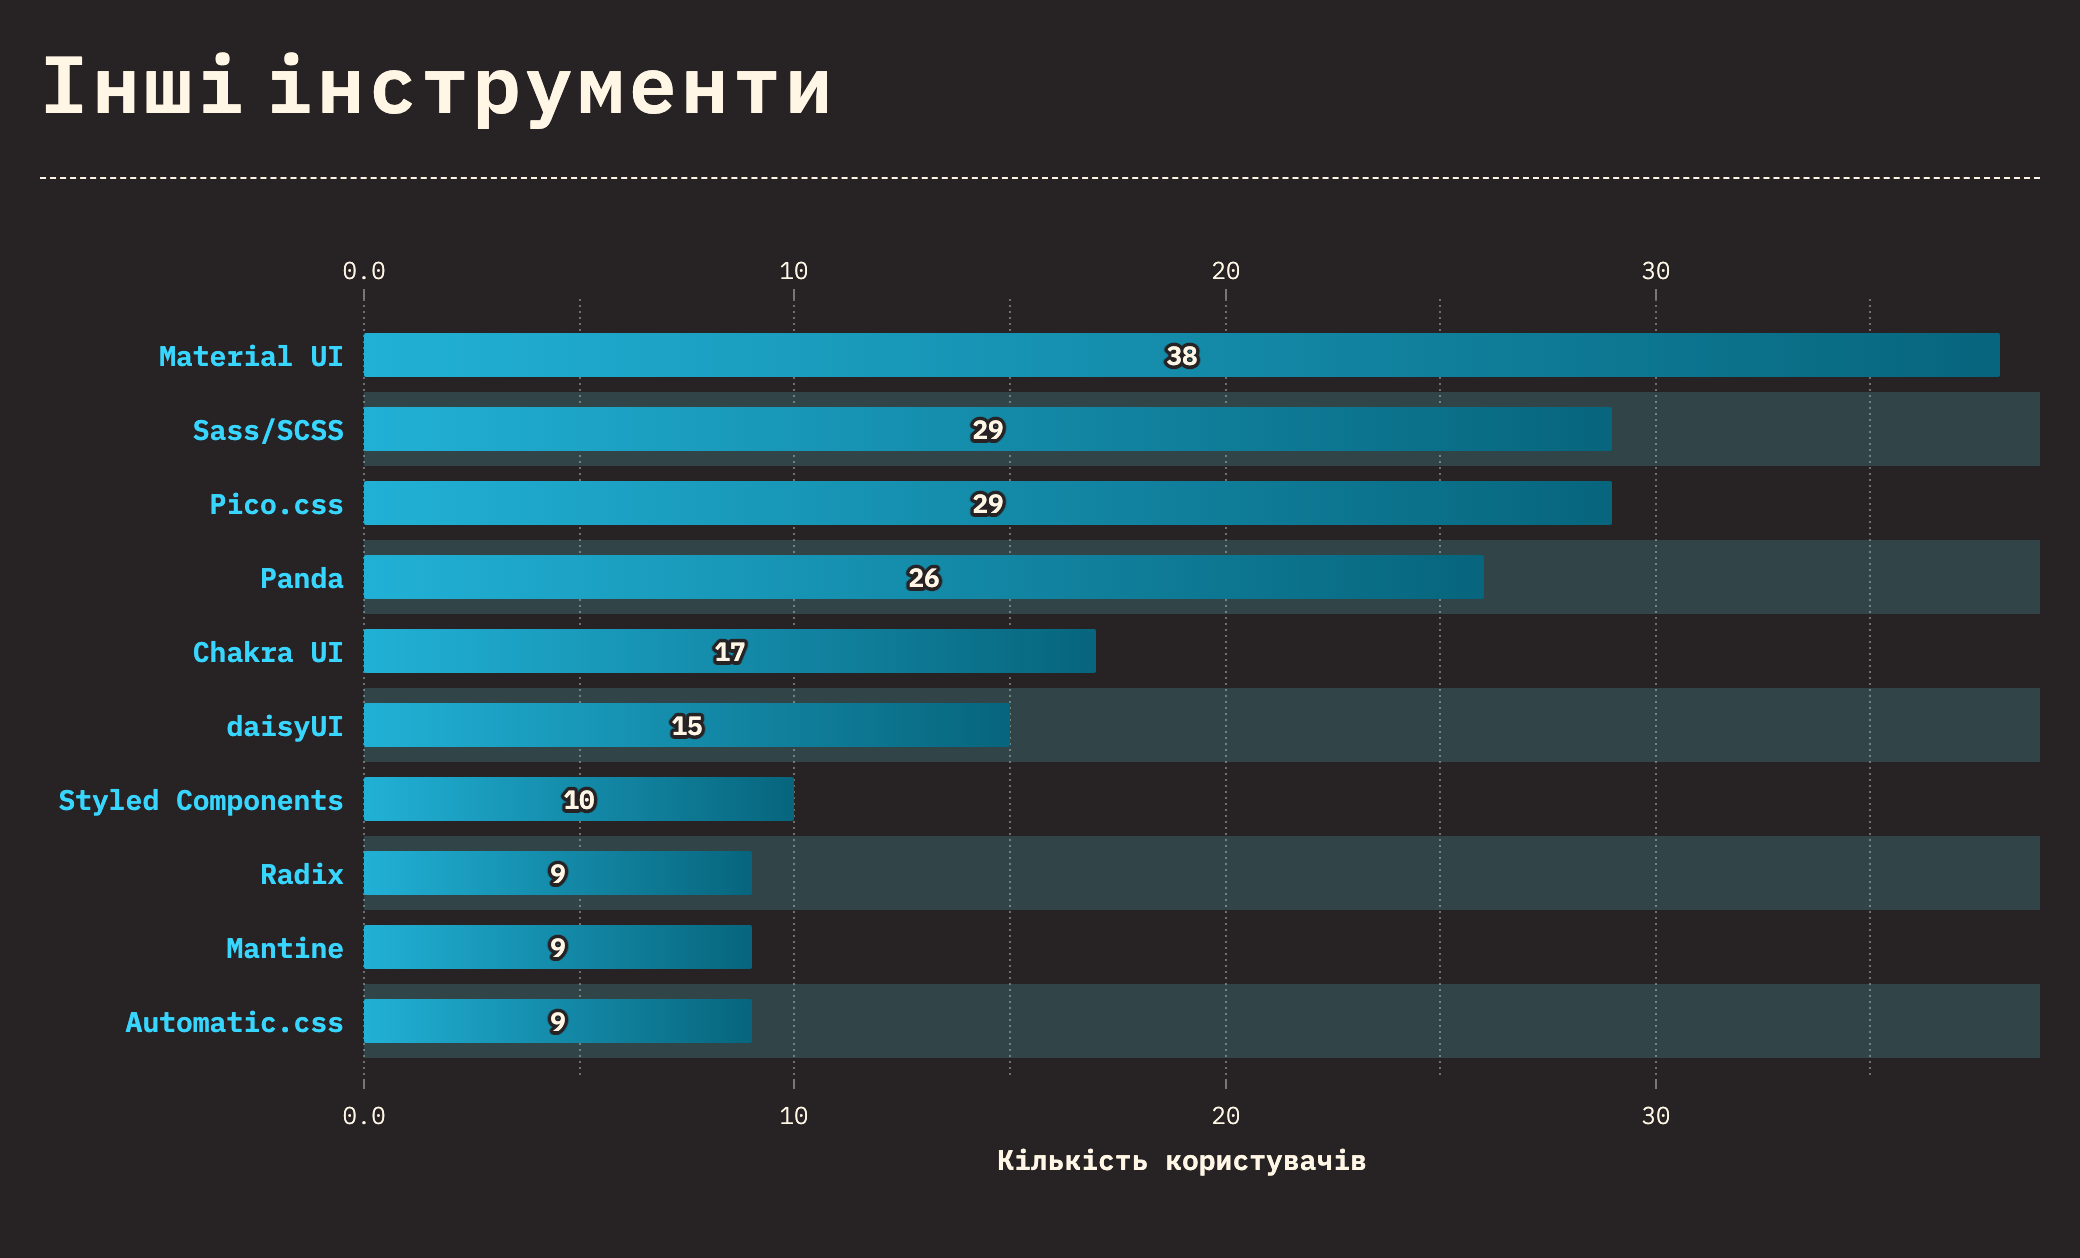 Інші інструменти
0.0 10 20 30
Material UI 38
Sass/SCSS 29
Pico.css 29
Panda 26
Chakra UI 17
daisyUI 15
Styled Components 10
Radix 9
Mantine 9
Automatic.css 9
0.0 10 20 30
Кількість користувачів